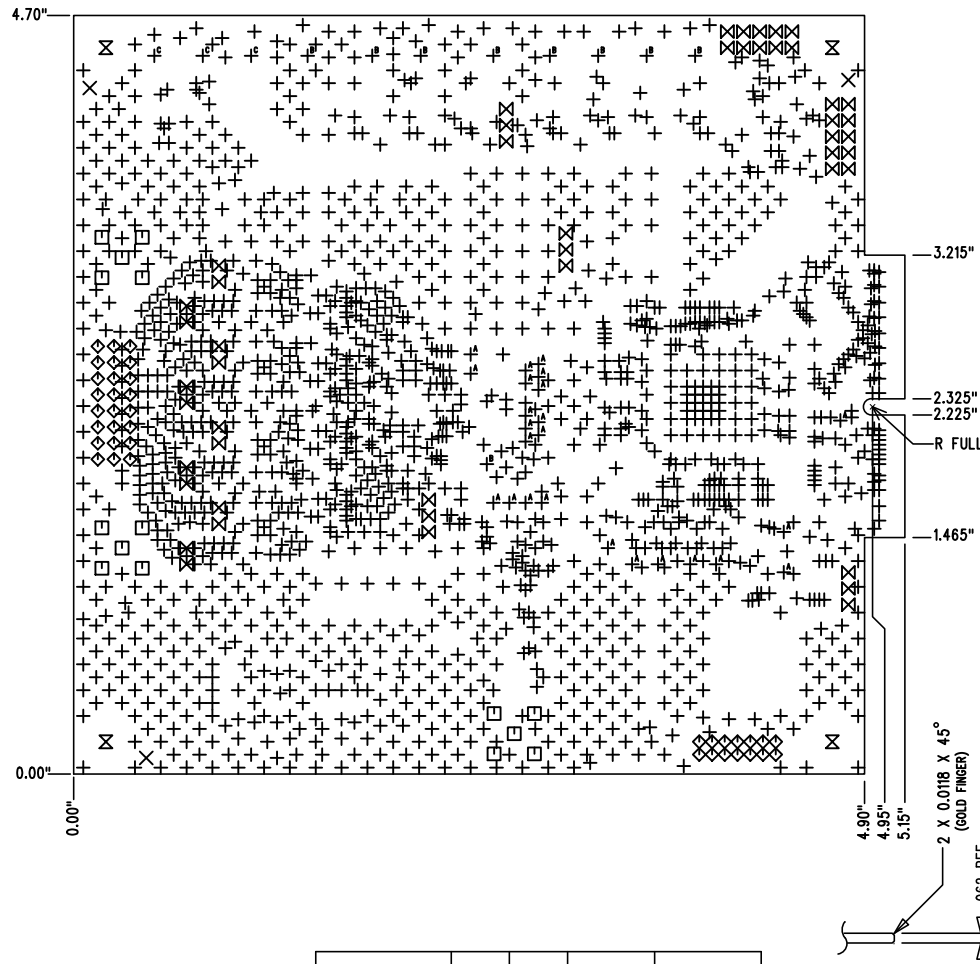 4.70"
C C C B B B B B B B B
3.215"
2.325"
2.225"
R FULL
1.465"
0.00"
0.00"
4.90"
4.95"
5.15"
2 X 0.0118 X 45°
(GOLD FINGER)